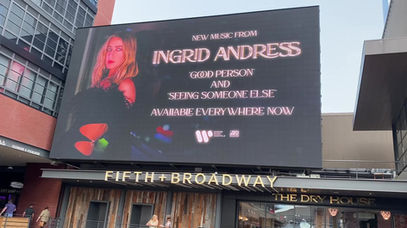 NEW MUSIC FROM
INGRID ANDRESS
'GOOD PERSON'
AND
'SEEING SOMEONE ELSE'
AVAILABLE EVERYWHERE NOW
FIFTH + BROADWAY
THE DRY HOUSE